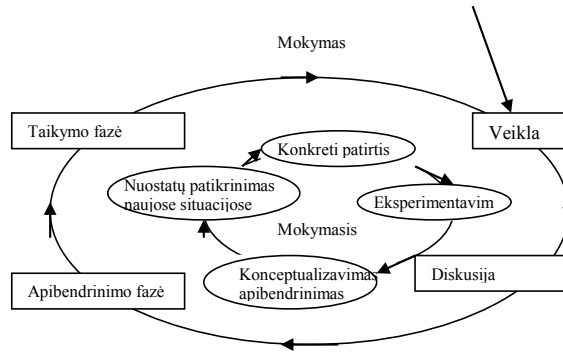 Mokymas
Taikymo fazė
Veikla
Konkreti patirtis
Nuostatų patikrinimas
naujose situacijose
Eksperimentavim
Mokymasis
Konceptualizavimas
apibendrinimas
Diskusija
Apibendrinimo fazė